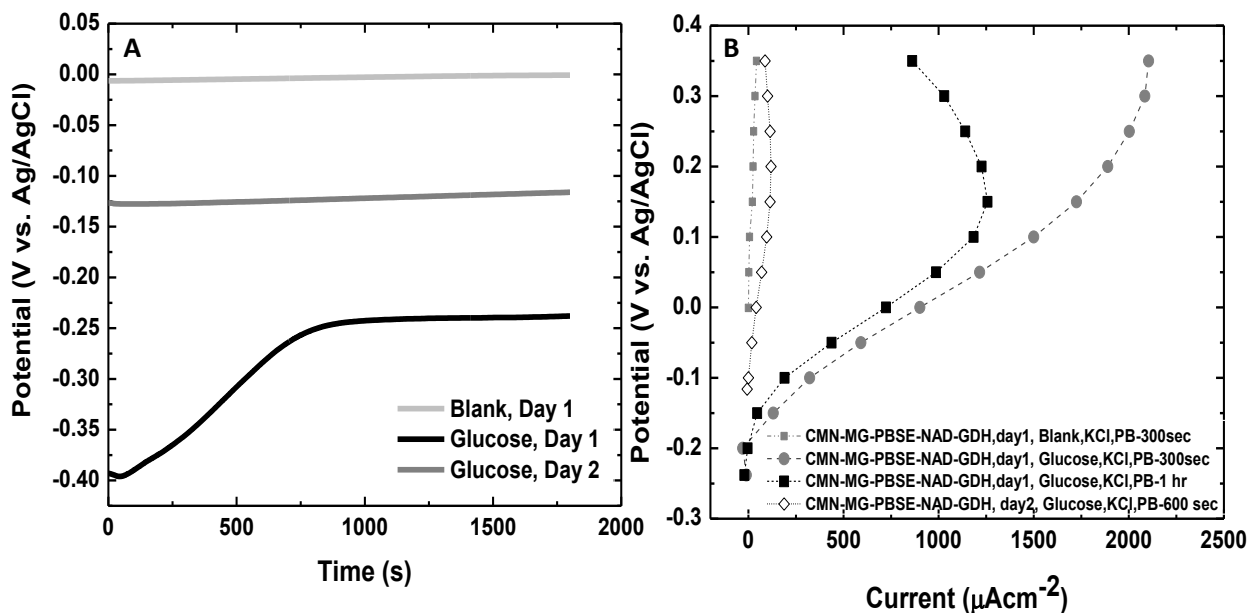 A
0.05
0.00
-0.05
-0.10
-0.15
-0.20
-0.25
-0.30
-0.35
-0.40
Potential (V vs. Ag/AgCl)
Blank, Day 1
Glucose, Day 1
Glucose, Day 2
0 500 1000 1500 2000
Time (s)
B
0.4
0.3
0.2
0.1
0.0
-0.1
-0.2
-0.3
Potential (V vs. Ag/AgCl)
CMN-MG-PBSE-NAD-GDH,day1, Blank,KCl,PB-300sec
CMN-MG-PBSE-NAD-GDH,day1, Glucose,KCl,PB-300sec
CMN-MG-PBSE-NAD-GDH,day1, Glucose,KCl,PB-1 hr
CMN-MG-PBSE-NAD-GDH, day2, Glucose,KCl,PB-600 sec
0 500 1000 1500 2000 2500
Current (μAcm⁻²)